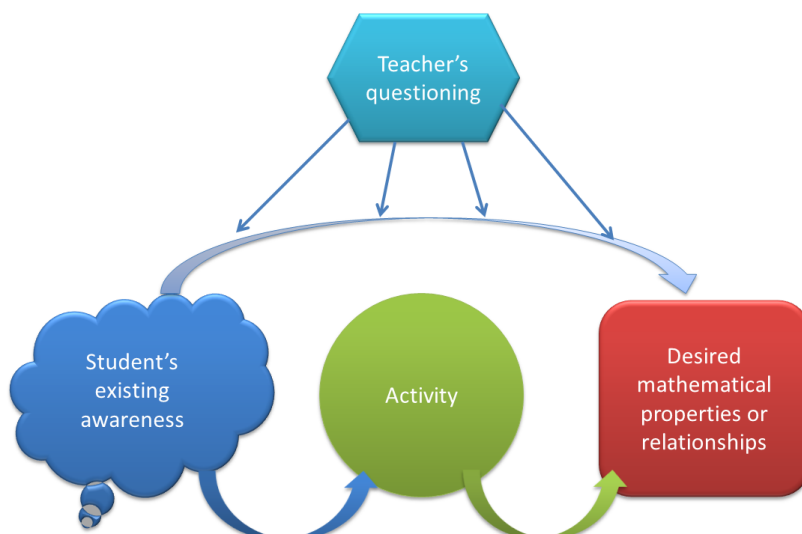 Teacher’s
questioning
Student’s
existing
awareness
Activity
Desired
mathematical
properties or
relationships